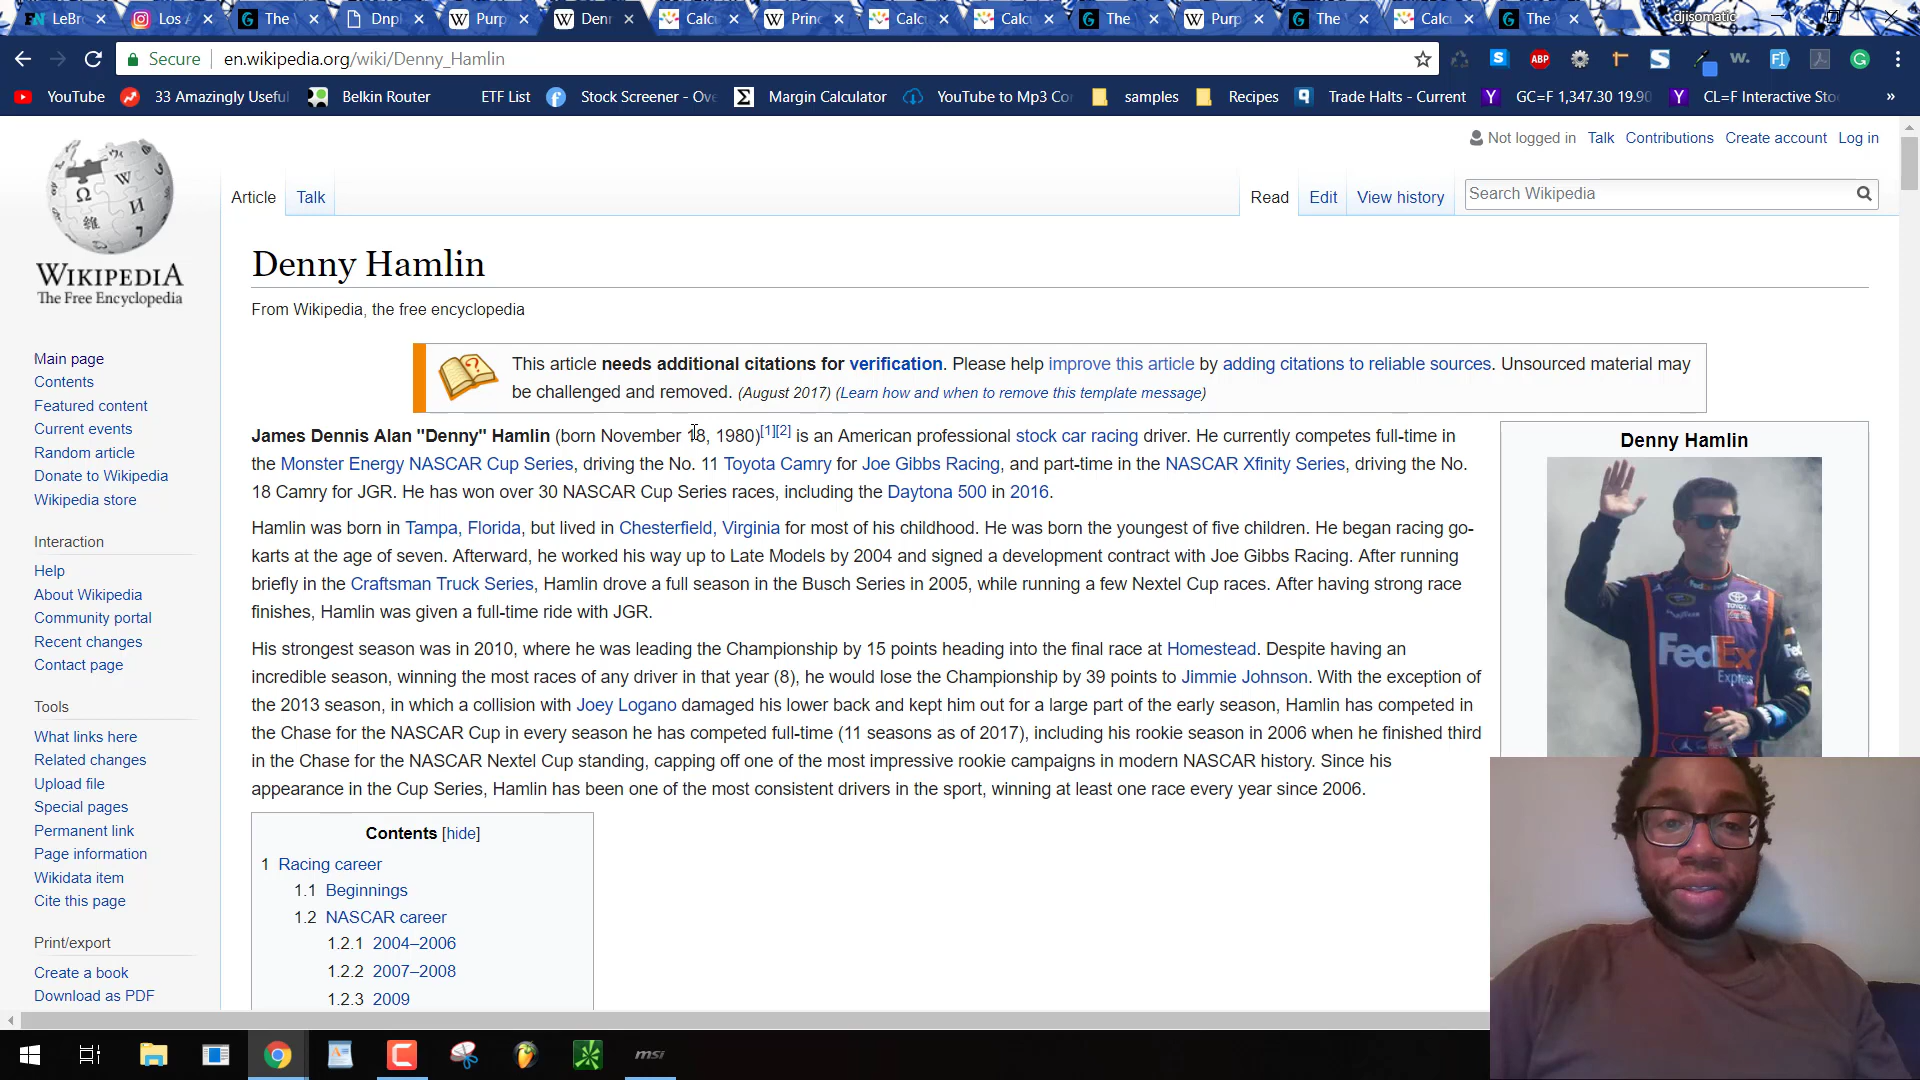 LeBro
Los A
The V
Dnpl
Purp
Denn
Calcu
Princ
Calcu
Calcu
The V
Purp
The V
Calcu
The V
djisomatic
Secure
en.wikipedia.org/wiki/Denny_Hamlin
YouTube
33 Amazingly Useful
Belkin Router
ETF List
Stock Screener - Ove
Margin Calculator
YouTube to Mp3 Co
samples
Recipes
Trade Halts - Current
GC=F 1,347.30 19.90
CL=F Interactive Sto
»
Not logged in Talk Contributions Create account Log in
Article Talk
Read Edit View history
Search Wikipedia
WIKIPEDIA
The Free Encyclopedia
Main page
Contents
Featured content
Current events
Random article
Donate to Wikipedia
Wikipedia store
Interaction
Help
About Wikipedia
Community portal
Recent changes
Contact page
Tools
What links here
Related changes
Upload file
Special pages
Permanent link
Page information
Wikidata item
Cite this page
Print/export
Create a book
Download as PDF
Denny Hamlin
From Wikipedia, the free encyclopedia
This article needs additional citations for verification. Please help improve this article by adding citations to reliable sources. Unsourced material may
be challenged and removed. (August 2017) (Learn how and when to remove this template message)
James Dennis Alan "Denny" Hamlin (born November 18, 1980)[1][2] is an American professional stock car racing driver. He currently competes full-time in
the Monster Energy NASCAR Cup Series, driving the No. 11 Toyota Camry for Joe Gibbs Racing, and part-time in the NASCAR Xfinity Series, driving the No.
18 Camry for JGR. He has won over 30 NASCAR Cup Series races, including the Daytona 500 in 2016.
Hamlin was born in Tampa, Florida, but lived in Chesterfield, Virginia for most of his childhood. He was born the youngest of five children. He began racing go-
karts at the age of seven. Afterward, he worked his way up to Late Models by 2004 and signed a development contract with Joe Gibbs Racing. After running
briefly in the Craftsman Truck Series, Hamlin drove a full season in the Busch Series in 2005, while running a few Nextel Cup races. After having strong race
finishes, Hamlin was given a full-time ride with JGR.
His strongest season was in 2010, where he was leading the Championship by 15 points heading into the final race at Homestead. Despite having an
incredible season, winning the most races of any driver in that year (8), he would lose the Championship by 39 points to Jimmie Johnson. With the exception of
the 2013 season, in which a collision with Joey Logano damaged his lower back and kept him out for a large part of the early season, Hamlin has competed in
the Chase for the NASCAR Cup in every season he has competed full-time (11 seasons as of 2017), including his rookie season in 2006 when he finished third
in the Chase for the NASCAR Nextel Cup standing, capping off one of the most impressive rookie campaigns in modern NASCAR history. Since his
appearance in the Cup Series, Hamlin has been one of the most consistent drivers in the sport, winning at least one race every year since 2006.
Contents [hide]
1 Racing career
1.1 Beginnings
1.2 NASCAR career
1.2.1 2004–2006
1.2.2 2007–2008
1.2.3 2009
Denny Hamlin
TOYOTA
FedEx
Express
msi